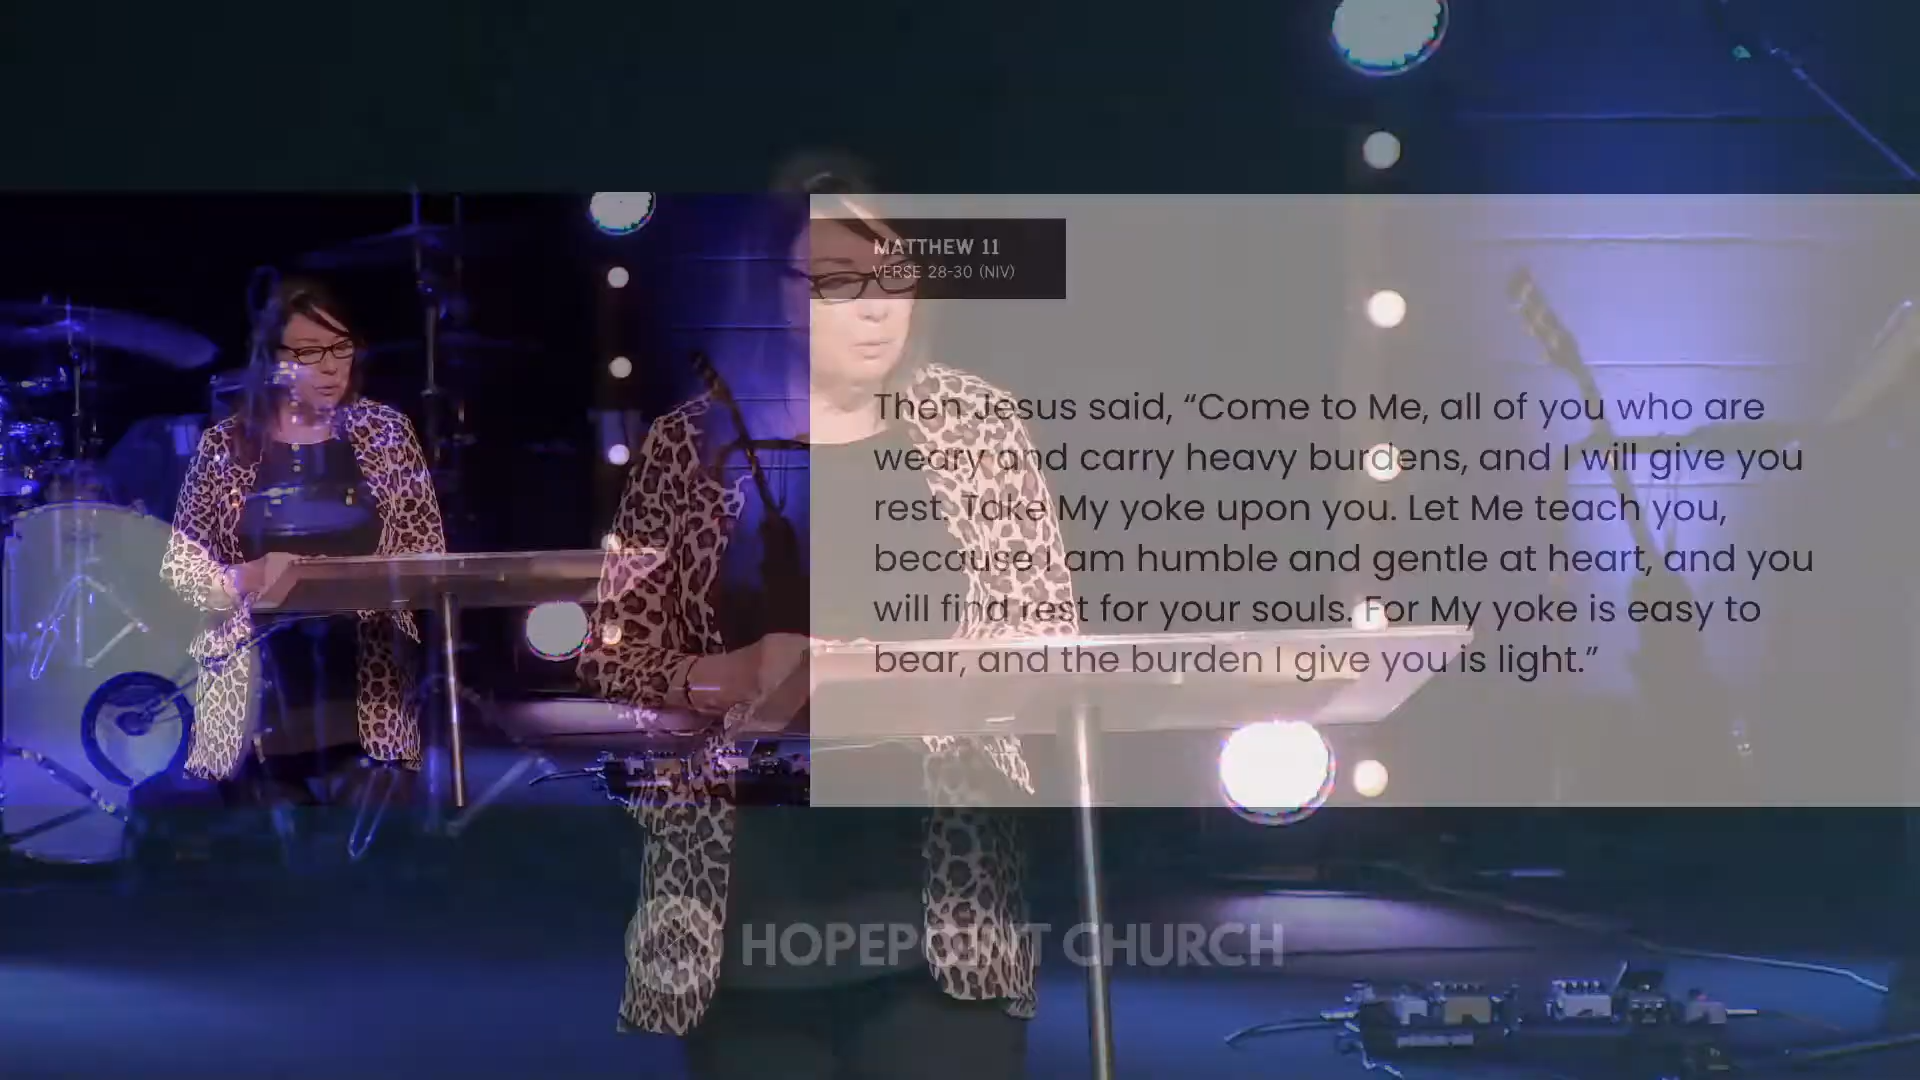 MATTHEW 11
VERSE 28-30 (NIV)
Then Jesus said, “Come to Me, all of you who are
weary and carry heavy burdens, and I will give you
rest. Take My yoke upon you. Let Me teach you,
because I am humble and gentle at heart, and you
will find rest for your souls. For My yoke is easy to
bear, and the burden I give you is light.”
HOPEPOINT CHURCH